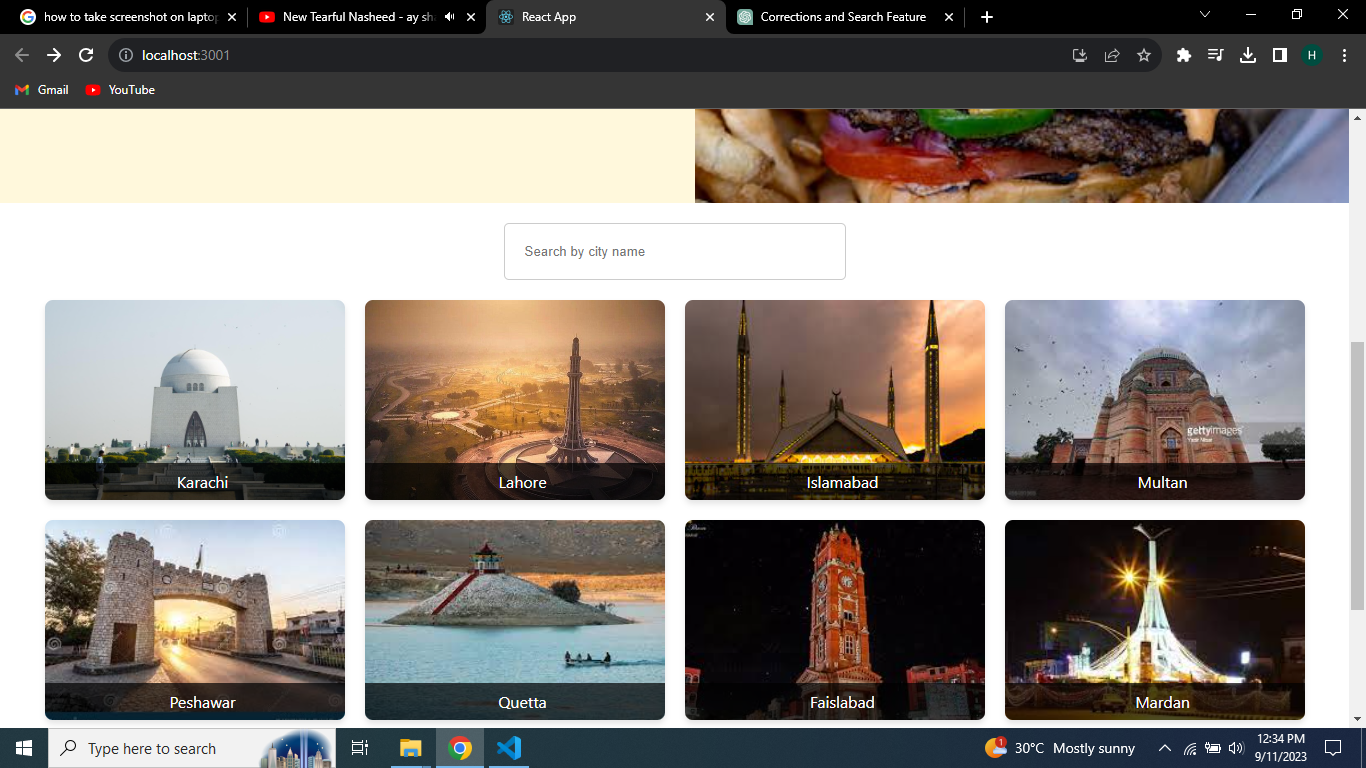 how to take screenshot on laptop
New Tearful Nasheed - ay sha
React App
Corrections and Search Feature
localhost:3001
H
Gmail
YouTube
Search by city name
Karachi
Lahore
Islamabad
gettyimages
Multan
Peshawar
Quetta
Faislabad
Mardan
Type here to search
1
30°C Mostly sunny
12:34 PM
9/11/2023